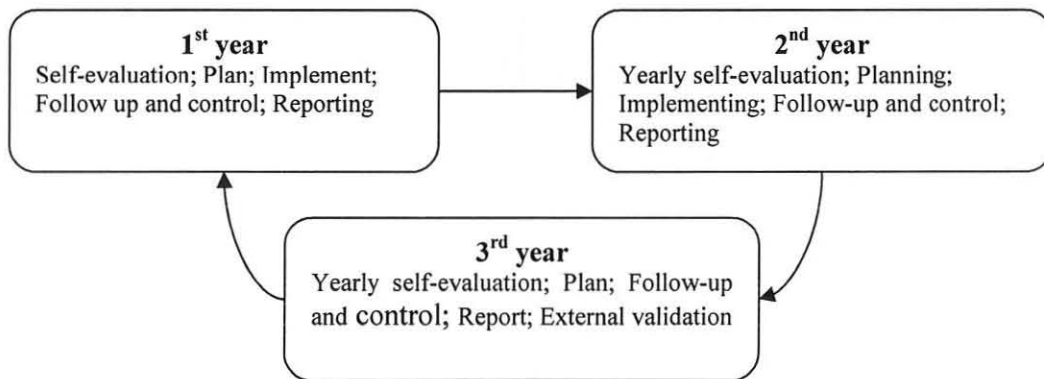 1st year
Self-evaluation; Plan; Implement;
Follow up and control; Reporting
2nd year
Yearly self-evaluation; Planning;
Implementing; Follow-up and control;
Reporting
3rd year
Yearly self-evaluation; Plan; Follow-up
and control; Report; External validation